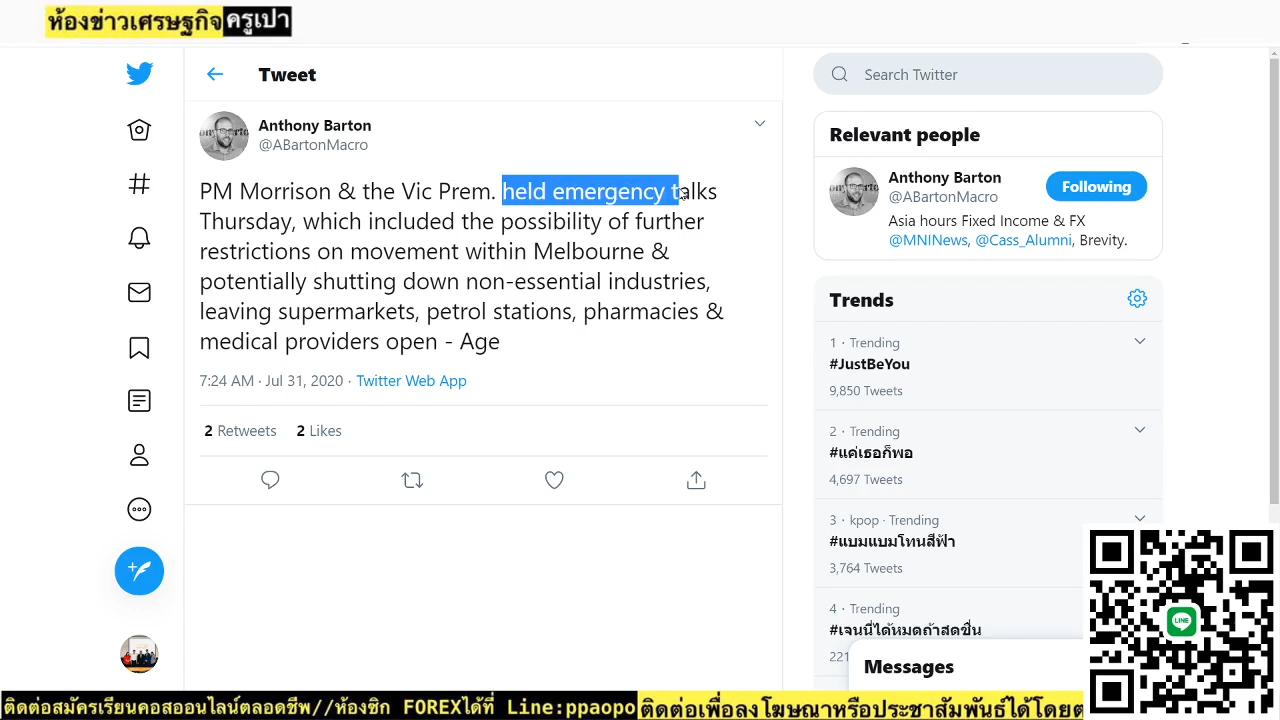 ห้องข่าวเศรษฐกิจครูเปา
Tweet
Search Twitter
Anthony Barton
@ABartonMacro
PM Morrison & the Vic Prem. held emergency talks
Thursday, which included the possibility of further
restrictions on movement within Melbourne &
potentially shutting down non-essential industries,
leaving supermarkets, petrol stations, pharmacies &
medical providers open - Age
7:24 AM · Jul 31, 2020 · Twitter Web App
2 Retweets 2 Likes
Relevant people
Anthony Barton
@ABartonMacro
Following
Asia hours Fixed Income & FX
@MNINews, @Cass_Alumni, Brevity.
Trends
1 · Trending
#JustBeYou
9,850 Tweets
2 · Trending
#แค่เธอก็พอ
4,697 Tweets
3 · kpop · Trending
#แบมแบมโทนสีฟ้า
3,764 Tweets
4 · Trending
#เจนนี่ได้หมดถ้าสดชื่น
221
Messages
LINE
ติดต่อสมัครเรียนคอสออนไลน์ตลอดชีพ//ห้องซิก FOREXได้ที่ Line:ppaopo ติดต่อเพื่อลงโฆษณาหรือประชาสัมพันธ์ได้โดยต